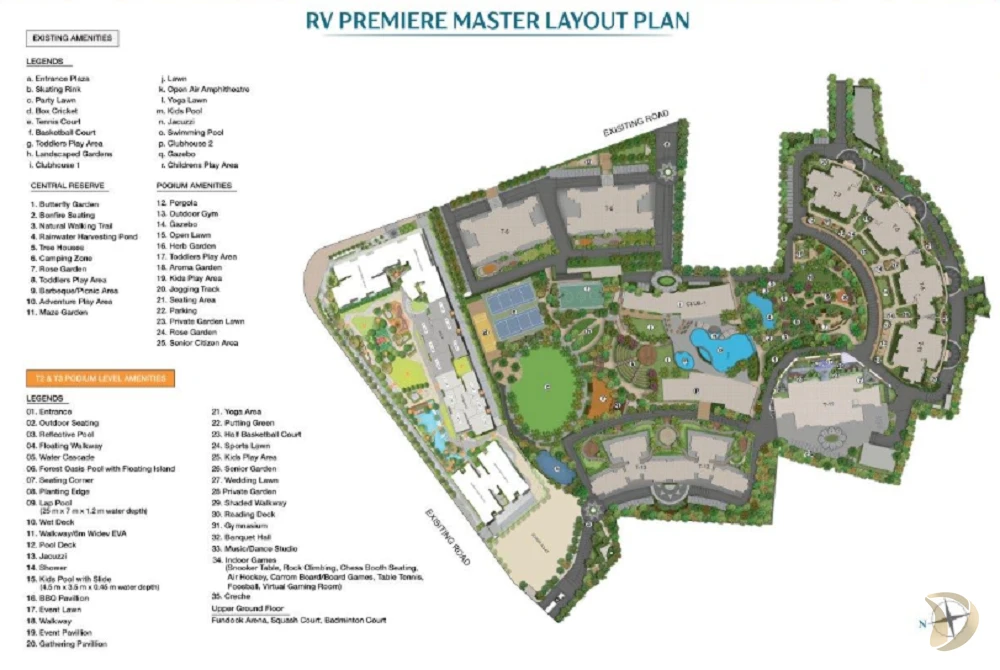 RV PREMIERE MASTER LAYOUT PLAN
EXISTING AMENITIES
LEGENDS
a. Entrance Plaza
b. Skating Rink
c. Party Lawn
d. Box Cricket
e. Tennis Court
f. Basketball Court
g. Toddlers Play Area
h. Landscaped Gardens
i. Clubhouse 1
j. Lawn
k. Open Air Amphitheatre
l. Yoga Lawn
m. Kids Pool
n. Jacuzzi
o. Swimming Pool
p. Clubhouse 2
q. Gazebo
r. Childrens Play Area
CENTRAL RESERVE
1. Butterfly Garden
2. Bonfire Seating
3. Natural Walking Trail
4. Rainwater Harvesting Pond
5. Tree Houses
6. Camping Zone
7. Rose Garden
8. Toddlers Play Area
9. Barbeque/Picnic Area
10. Adventure Play Area
11. Maze Garden
PODIUM AMENITIES
12. Pergola
13. Outdoor Gym
14. Gazebo
15. Open Lawn
16. Herb Garden
17. Toddlers Play Area
18. Aroma Garden
19. Kids Play Area
20. Jogging Track
21. Seating Area
22. Parking
23. Private Garden Lawn
24. Rose Garden
25. Senior Citizen Area
T2 & T3 PODIUM LEVEL AMENITIES
LEGENDS
01. Entrance
02. Outdoor Seating
03. Reflective Pool
04. Floating Walkway
05. Water Cascade
06. Forest Oasis Pool with Floating Island
07. Seating Corner
08. Planting Edge
09. Lap Pool
(25 m x 7 m x 1.2 m water depth)
10. Wet Deck
11. Walkway/6m Widev EVA
12. Pool Deck
13. Jacuzzi
14. Shower
15. Kids Pool with Slide
(4.5 m x 3.5 m x 0.45 m water depth)
16. BBQ Pavilion
17. Event Lawn
18. Walkway
19. Event Pavillion
20. Gathering Pavillion
21. Yoga Area
22. Putting Green
23. Half Basketball Court
24. Sports Lawn
25. Kids Play Area
26. Senior Garden
27. Wedding Lawn
28 Private Garden
29. Shaded Walkway
30. Reading Deck
31. Gymnasium
32. Banquet Hall
33. Music/Dance Studio
34. Indoor Games
(Snooker Table, Rock Climbing, Chess Booth Seating,
Air Hockey, Carrom Board/Board Games, Table Tennis,
Foosball, Virtual Gaming Room)
35. Creche
Upper Ground Floor
Fundeck Arena, Squash Court, Badminton Court
EXISITING ROAD
EXISITING ROAD
N